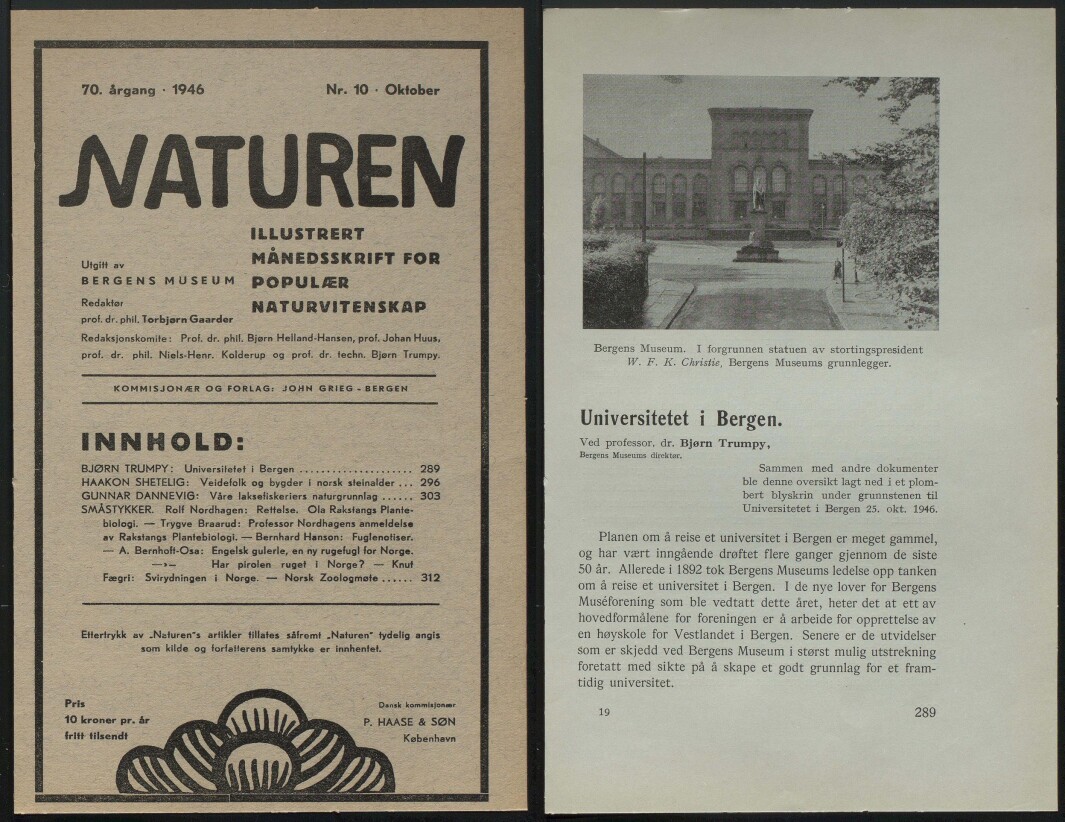 70. årgang · 1946
Nr. 10 · Oktober
NATUREN
ILLUSTRERT
MÅNEDSSKRIFT FOR
POPULÆR
NATURVITENSKAP
Utgitt av
BERGENS MUSEUM
Redaktør
prof. dr. phil. Torbjørn Gaarder
Redaksjonskomite: Prof. dr. phil. Bjørn Helland-Hansen, prof. Johan Huus,
prof. dr. phil. Niels-Henr. Kolderup og prof. dr. techn. Bjørn Trumpy.
KOMMISJONÆR OG FORLAG: JOHN GRIEG - BERGEN
INNHOLD:
BJØRN TRUMPY: Universitetet i Bergen .................... 289
HAAKON SHETELIG: Veidefolk og bygder i norsk steinalder ... 296
GUNNAR DANNEVIG: Våre laksefiskeriers naturgrunnlag ...... 303
SMÅSTYKKER. Rolf Nordhagen: Rettelse. Ola Rakstangs Plante-
biologi. — Trygve Braarud: Professor Nordhagens anmeldelse
av Rakstangs Plantebiologi. — Bernhard Hanson: Fuglenotiser.
— A. Bernhoft-Osa: Engelsk gulerle, en ny rugefugl for Norge.
—»— Har pirolen ruget i Norge? — Knut
Fægri: Svirydningen i Norge. — Norsk Zoologmøte ...... 312
Ettertrykk av „Naturen"s artikler tillates såfremt „Naturen" tydelig angis
som kilde og forfatterens samtykke er innhentet.
Pris
10 kroner pr. år
fritt tilsendt
Dansk kommisjonær
P. HAASE & SØN
København
Bergens Museum. I forgrunnen statuen av stortingspresident
W. F. K. Christie, Bergens Museums grunnlegger.
Universitetet i Bergen.
Ved professor, dr. Bjørn Trumpy,
Bergens Museums direktør.
Sammen med andre dokumenter
ble denne oversikt lagt ned i et plom-
bert blyskrin under grunnstenen til
Universitetet i Bergen 25. okt. 1946.
Planen om å reise et universitet i Bergen er meget gammel,
og har vært inngående drøftet flere ganger gjennom de siste
50 år. Allerede i 1892 tok Bergens Museums ledelse opp tanken
om å reise et universitet i Bergen. I de nye lover for Bergens
Muséforening som ble vedtatt dette året, heter det at ett av
hovedformålene for foreningen er å arbeide for opprettelse av
en høyskole for Vestlandet i Bergen. Senere er de utvidelser
som er skjedd ved Bergens Museum i størst mulig utstrekning
foretatt med sikte på å skape et godt grunnlag for et fram-
tidig universitet.
19
289